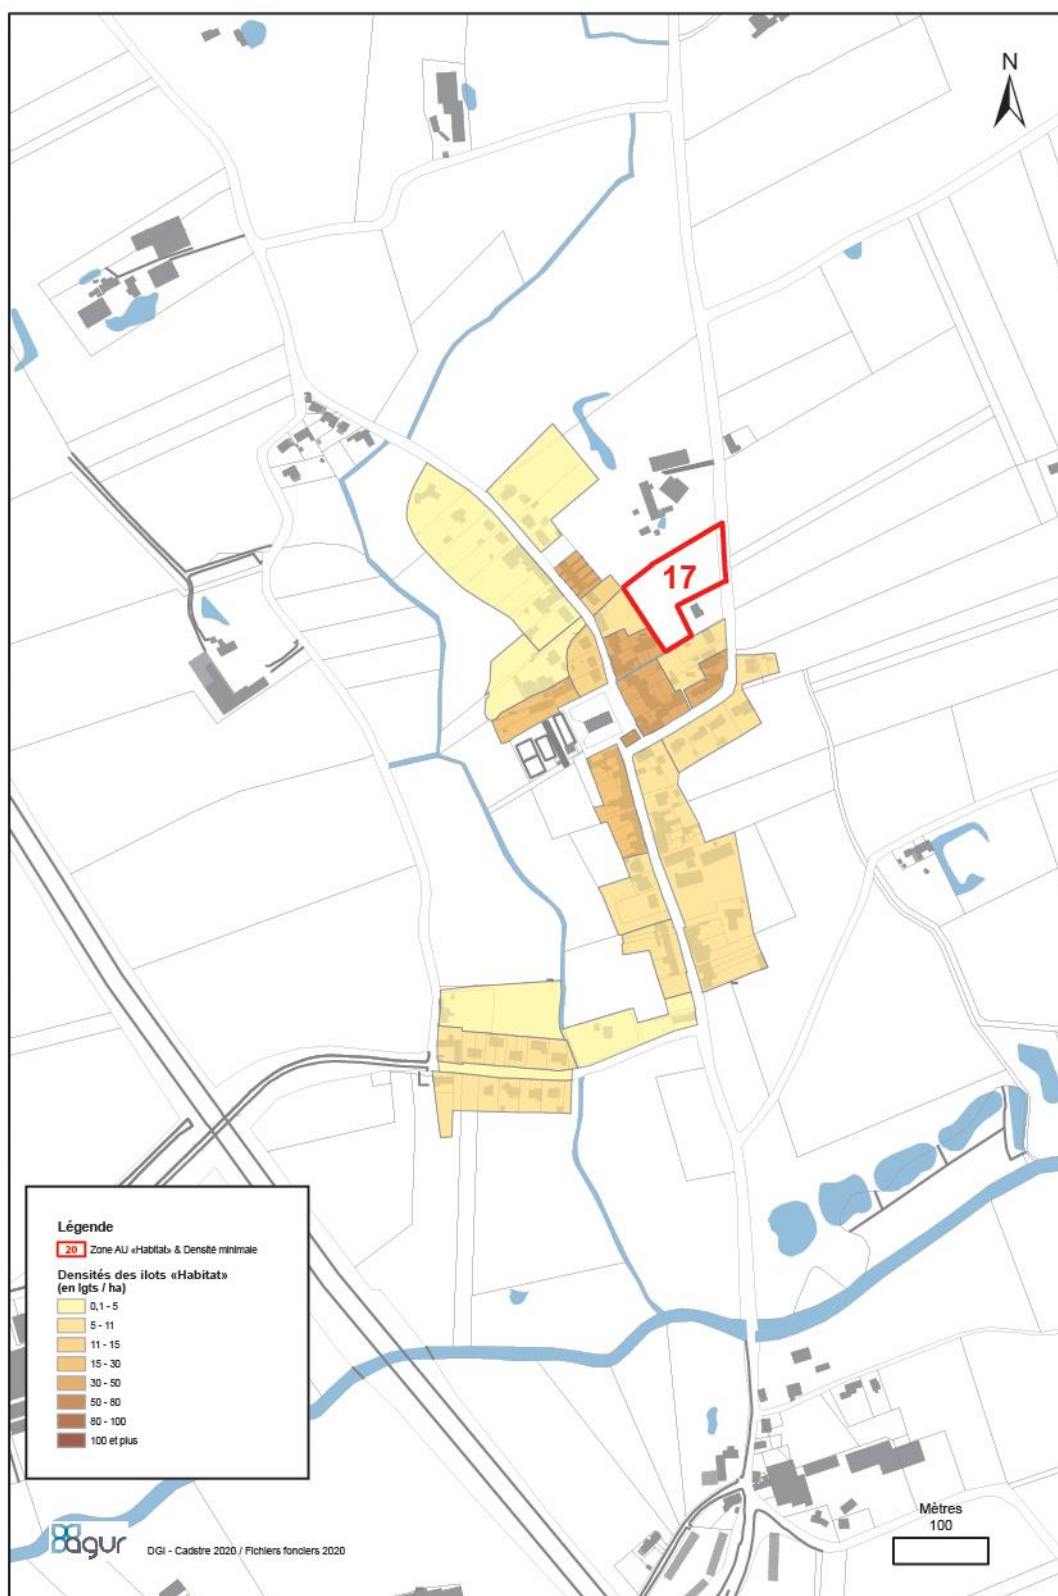 N
17
Légende
20 Zone AU «Habitat» & Densité minimale
Densités des ilots «Habitat»
(en lgts / ha)
0,1 - 5
5 - 11
11 - 15
15 - 30
30 - 50
50 - 80
80 - 100
100 et plus
Mètres
100
agur
DGI - Cadstre 2020 / Fichiers fonciers 2020